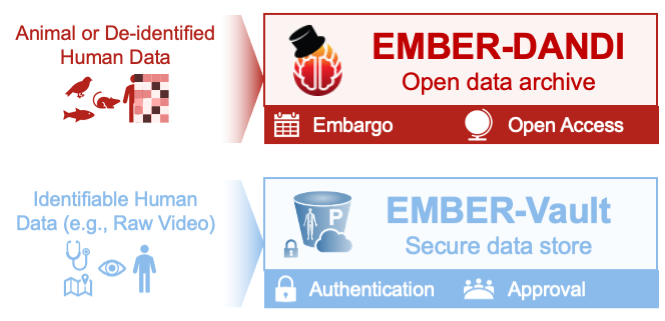 Animal or De-identified
Human Data
EMBER-DANDI
Open data archive
Embargo
Open Access
Identifiable Human
Data (e.g., Raw Video)
P
EMBER-Vault
Secure data store
Authentication
Approval